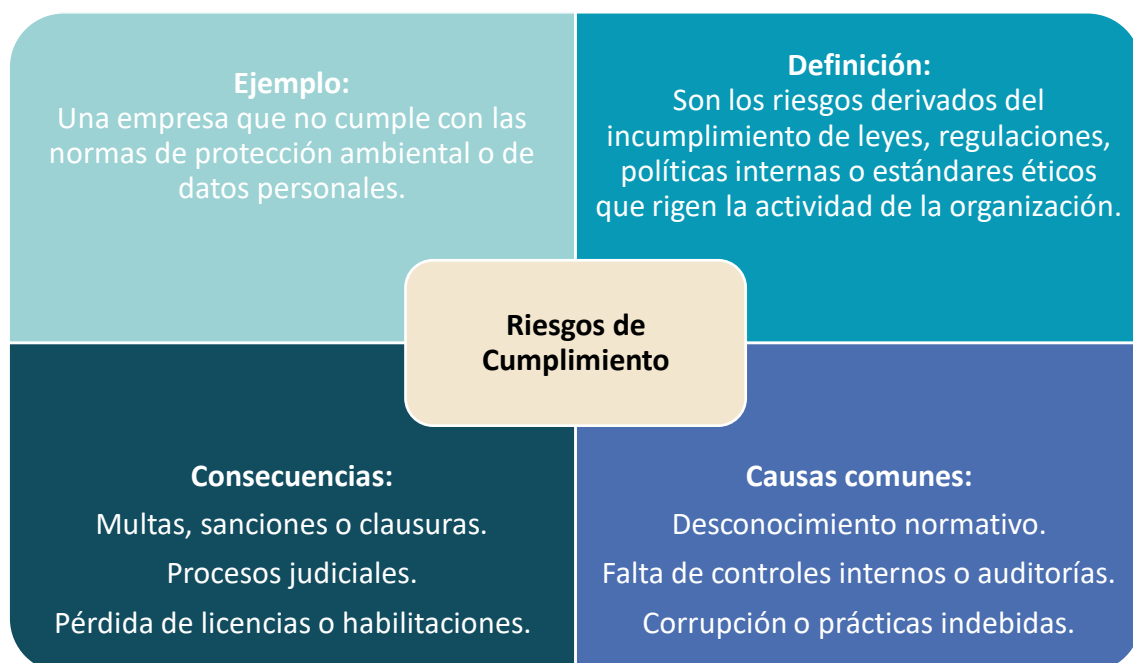 Ejemplo:
Una empresa que no cumple con las
normas de protección ambiental o de
datos personales.
Definición:
Son los riesgos derivados del
incumplimiento de leyes, regulaciones,
políticas internas o estándares éticos
que rigen la actividad de la organización.
Riesgos de
Cumplimiento
Consecuencias:
Multas, sanciones o clausuras.
Procesos judiciales.
Pérdida de licencias o habilitaciones.
Causas comunes:
Desconocimiento normativo.
Falta de controles internos o auditorías.
Corrupción o prácticas indebidas.